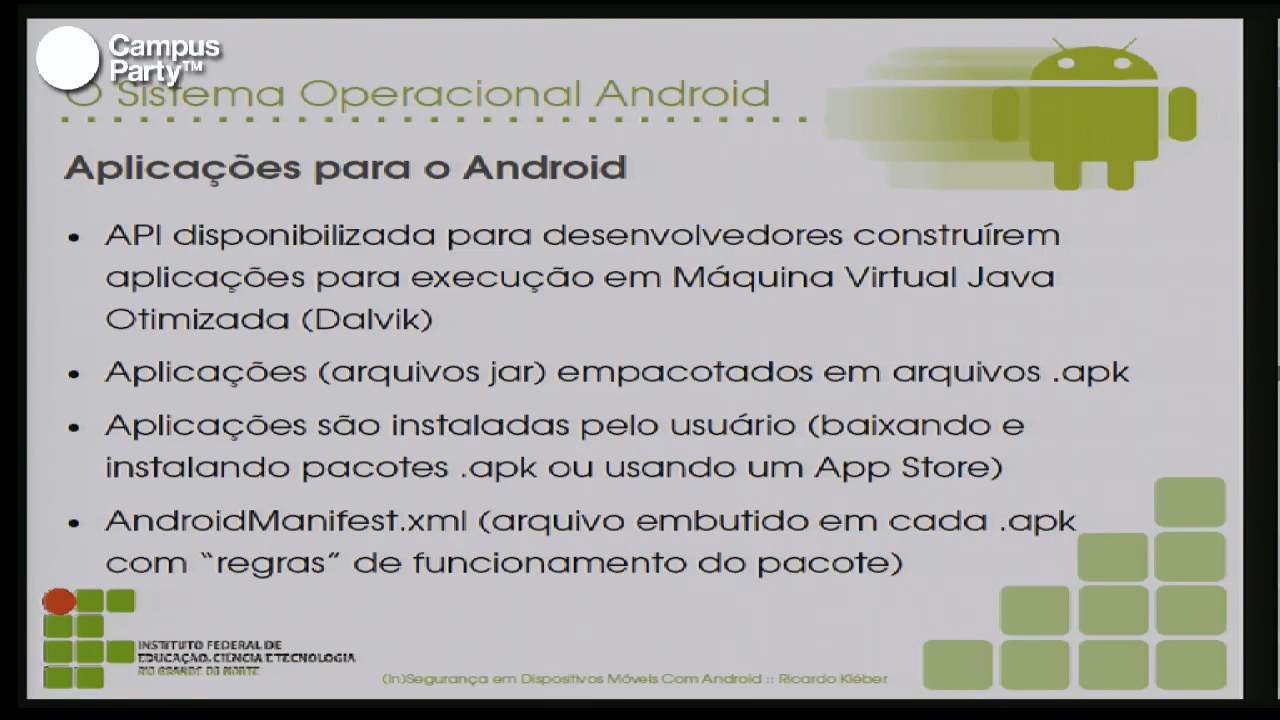 Campus
Party™
O Sistema Operacional Android
Aplicações para o Android
• API disponibilizada para desenvolvedores construírem
aplicações para execução em Máquina Virtual Java
Otimizada (Dalvik)
• Aplicações (arquivos jar) empacotados em arquivos .apk
• Aplicações são instaladas pelo usuário (baixando e
instalando pacotes .apk ou usando um App Store)
• AndroidManifest.xml (arquivo embutido em cada .apk
com “regras” de funcionamento do pacote)
INSTITUTO FEDERAL DE
EDUCAÇÃO, CIÊNCIA E TECNOLOGIA
RIO GRANDE DO NORTE
(In)Segurança em Dispositivos Móveis Com Android :: Ricardo Kléber